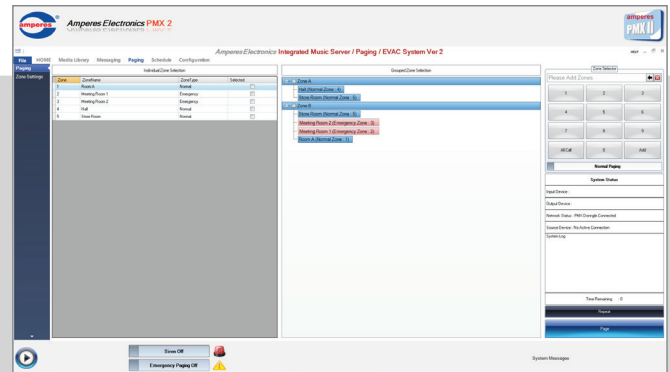 amperes
Amperes Electronics PMX 2
amperes
PMX II
Amperes Electronics Integrated Music Server / Paging / EVAC System Ver 2
HELP
File HOME Media Library Messaging Paging Schedule Configuration
Paging
Zone Settings
Individual Zone Selection
Zone ZoneName ZoneType Selected
1 Room A Normal
2 Meeting Room 1 Emergency
3 Meeting Room 2 Emergency
4 Hall Normal
5 Store Room Normal
Grouped Zone Selection
Zone A
Hall (Normal Zone : 4)
Store Room (Normal Zone : 5)
Zone B
Store Room (Normal Zone : 5)
Meeting Room 2 (Emergency Zone : 3)
Meeting Room 1 (Emergency Zone : 2)
Room A (Normal Zone : 1)
Zone Selector
Please Add Zones
1 2 3
4 5 6
7 8 9
All Call 0 Add
Normal Paging
System Status
Input Device :
Output Device :
Network Status : PMX Dongle Connected
Source Device : No Active Connection
System Log
Time Remaining : 0
Repeat
Page
Siren Off
Emergency Paging Off
System Messages